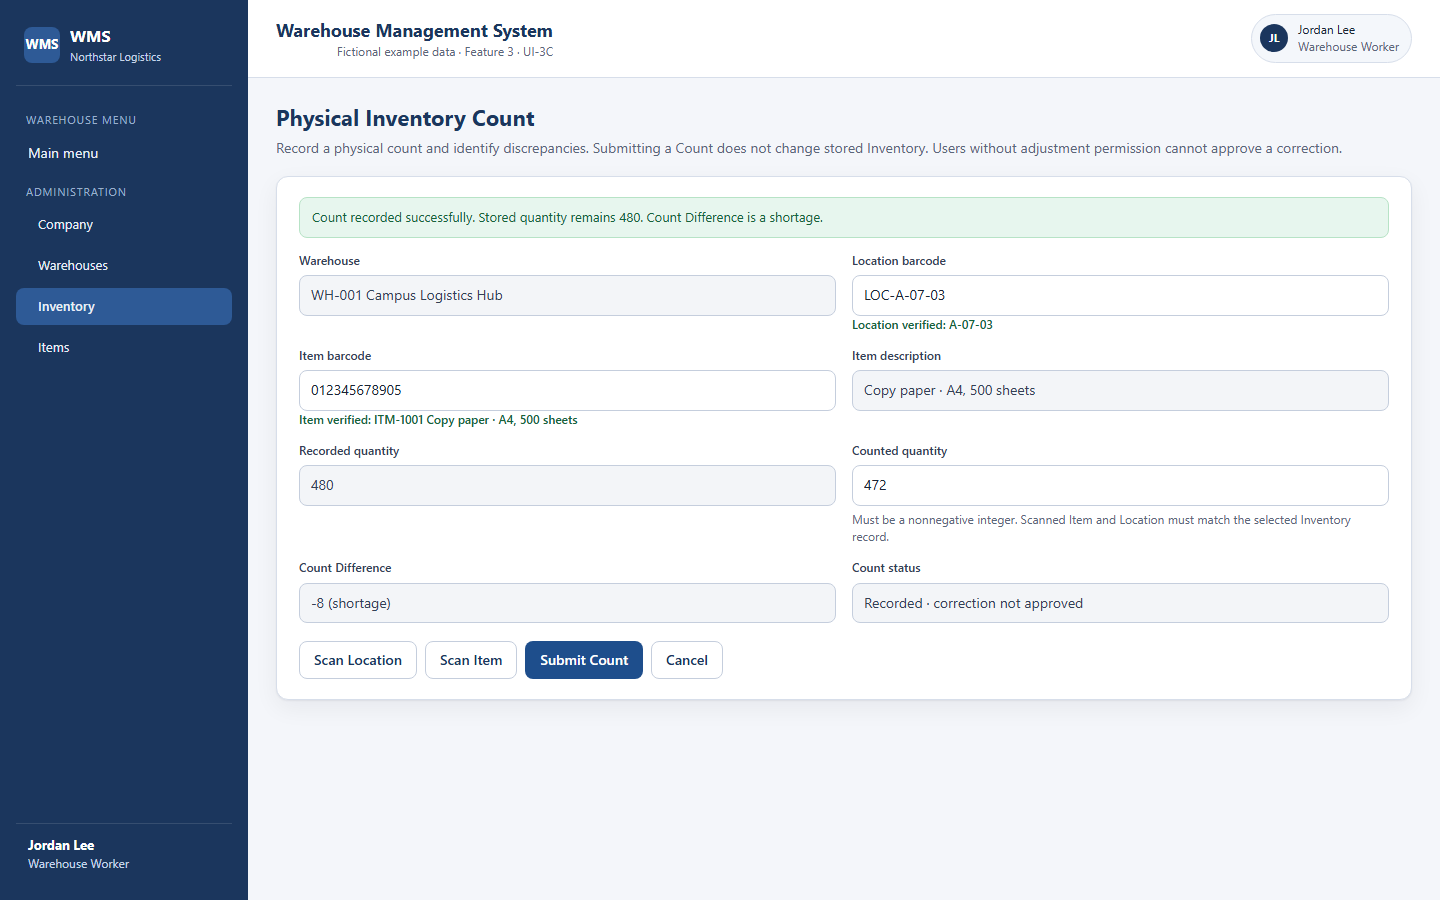 WMS
WMS
Northstar Logistics
WAREHOUSE MENU
Main menu
ADMINISTRATION
Company
Warehouses
Inventory
Items
Jordan Lee
Warehouse Worker
Warehouse Management System
Fictional example data · Feature 3 · UI-3C
JL
Jordan Lee
Warehouse Worker
Physical Inventory Count
Record a physical count and identify discrepancies. Submitting a Count does not change stored Inventory. Users without adjustment permission cannot approve a correction.
Count recorded successfully. Stored quantity remains 480. Count Difference is a shortage.
Warehouse
WH-001 Campus Logistics Hub
Location barcode
LOC-A-07-03
Location verified: A-07-03
Item barcode
012345678905
Item verified: ITM-1001 Copy paper · A4, 500 sheets
Item description
Copy paper · A4, 500 sheets
Recorded quantity
480
Counted quantity
472
Must be a nonnegative integer. Scanned Item and Location must match the selected Inventory
record.
Count Difference
-8 (shortage)
Count status
Recorded · correction not approved
Scan Location
Scan Item
Submit Count
Cancel